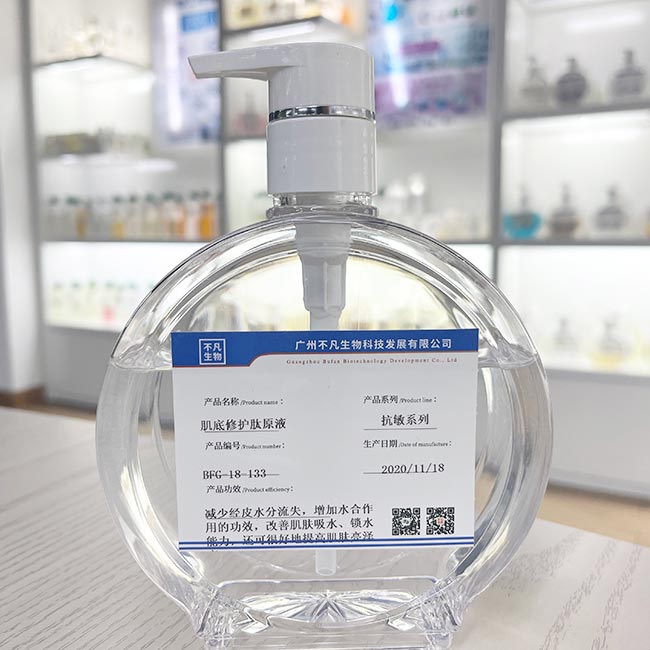 不凡
生物
广州不凡生物科技发展有限公司
Guangzhou Bufan Biotechnology Development Co., Ltd
产品名称/Product name：
产品系列/Product line：
肌底修护肽原液
抗敏系列
产品编号/Product number：
生产日期/Date of manufacture：
BFG-18-133
2020/11/18
产品功效/Product efficiency：
减少经皮水分流失，增加水合作
用的功效，改善肌肤吸水、锁水
能力，还可很好地提高肌肤亮泽